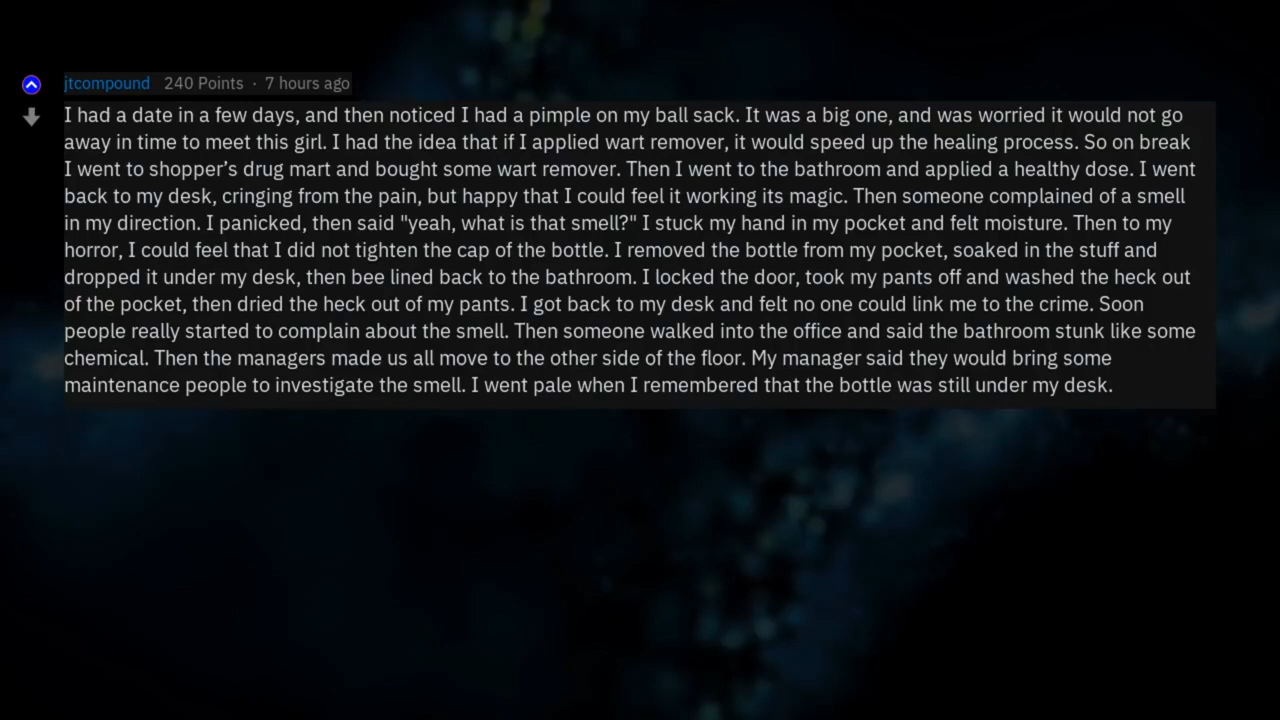 jtcompound 240 Points · 7 hours ago
I had a date in a few days, and then noticed I had a pimple on my ball sack. It was a big one, and was worried it would not go
away in time to meet this girl. I had the idea that if I applied wart remover, it would speed up the healing process. So on break
I went to shopper’s drug mart and bought some wart remover. Then I went to the bathroom and applied a healthy dose. I went
back to my desk, cringing from the pain, but happy that I could feel it working its magic. Then someone complained of a smell
in my direction. I panicked, then said "yeah, what is that smell?" I stuck my hand in my pocket and felt moisture. Then to my
horror, I could feel that I did not tighten the cap of the bottle. I removed the bottle from my pocket, soaked in the stuff and
dropped it under my desk, then bee lined back to the bathroom. I locked the door, took my pants off and washed the heck out
of the pocket, then dried the heck out of my pants. I got back to my desk and felt no one could link me to the crime. Soon
people really started to complain about the smell. Then someone walked into the office and said the bathroom stunk like some
chemical. Then the managers made us all move to the other side of the floor. My manager said they would bring some
maintenance people to investigate the smell. I went pale when I remembered that the bottle was still under my desk.